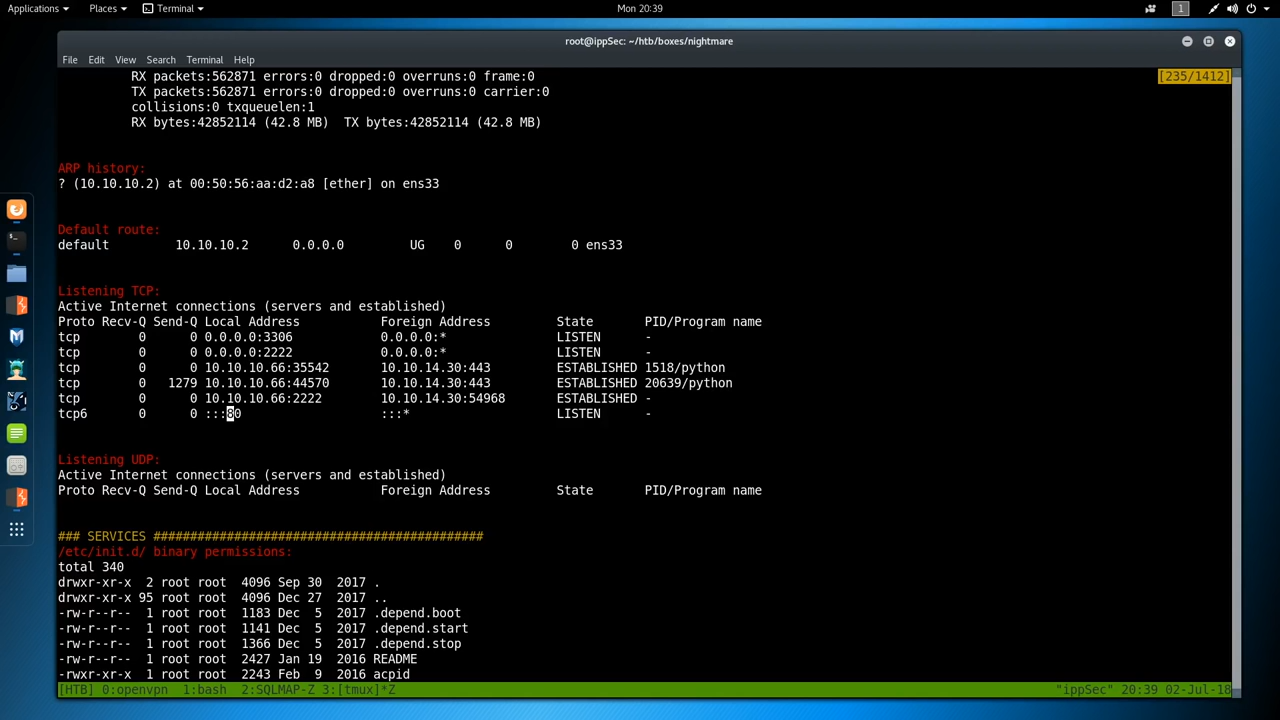 Applications Places Terminal Mon 20:39 1
root@ippSec: ~/htb/boxes/nightmare
File Edit View Search Terminal Help
RX packets:562871 errors:0 dropped:0 overruns:0 frame:0 [235/1412]
TX packets:562871 errors:0 dropped:0 overruns:0 carrier:0
collisions:0 txqueuelen:1
RX bytes:42852114 (42.8 MB) TX bytes:42852114 (42.8 MB)
ARP history:
? (10.10.10.2) at 00:50:56:aa:d2:a8 [ether] on ens33
Default route:
default 10.10.10.2 0.0.0.0 UG 0 0 0 ens33
Listening TCP:
Active Internet connections (servers and established)
Proto Recv-Q Send-Q Local Address Foreign Address State PID/Program name
tcp 0 0 0.0.0.0:3306 0.0.0.0:* LISTEN -
tcp 0 0 0.0.0.0:2222 0.0.0.0:* LISTEN -
tcp 0 0 10.10.10.66:35542 10.10.14.30:443 ESTABLISHED 1518/python
tcp 0 1279 10.10.10.66:44570 10.10.14.30:443 ESTABLISHED 20639/python
tcp 0 0 10.10.10.66:2222 10.10.14.30:54968 ESTABLISHED -
tcp6 0 0 :::80 :::* LISTEN -
Listening UDP:
Active Internet connections (servers and established)
Proto Recv-Q Send-Q Local Address Foreign Address State PID/Program name
### SERVICES #############################################
/etc/init.d/ binary permissions:
total 340
drwxr-xr-x 2 root root 4096 Sep 30 2017 .
drwxr-xr-x 95 root root 4096 Dec 27 2017 ..
-rw-r--r-- 1 root root 1183 Dec 5 2017 .depend.boot
-rw-r--r-- 1 root root 1141 Dec 5 2017 .depend.start
-rw-r--r-- 1 root root 1366 Dec 5 2017 .depend.stop
-rw-r--r-- 1 root root 2427 Jan 19 2016 README
-rwxr-xr-x 1 root root 2243 Feb 9 2016 acpid
[HTB] 0:openvpn 1:bash 2:SQLMAP-Z 3:[tmux]*Z "ippSec" 20:39 02-Jul-18